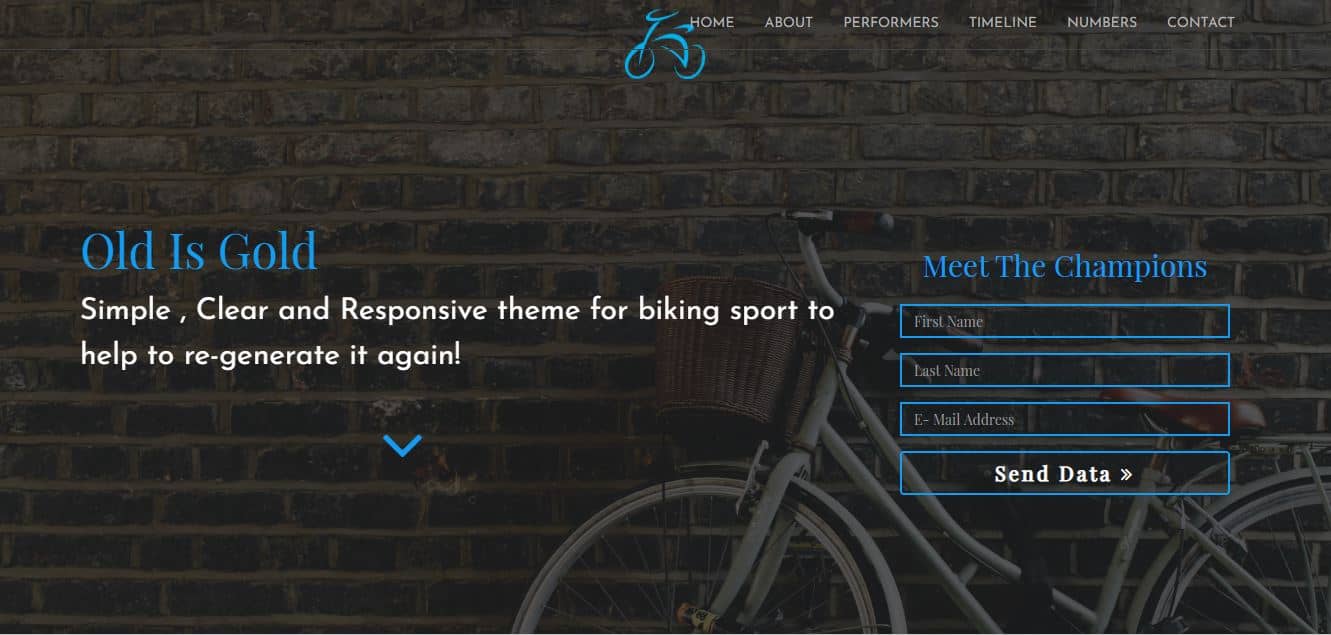 HOME ABOUT PERFORMERS TIMELINE NUMBERS CONTACT
Old Is Gold
Simple , Clear and Responsive theme for biking sport to
help to re-generate it again!
Meet The Champions
First Name
Last Name
E- Mail Address
Send Data »